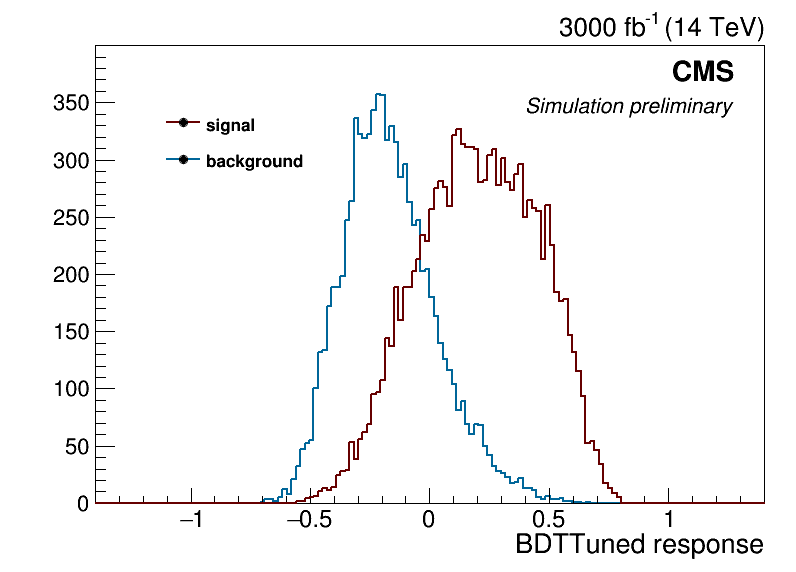 3000 fb⁻¹ (14 TeV)
CMS
Simulation preliminary
signal
background
350
300
250
200
150
100
50
0
−1
−0.5
0
0.5
1
BDTTuned response